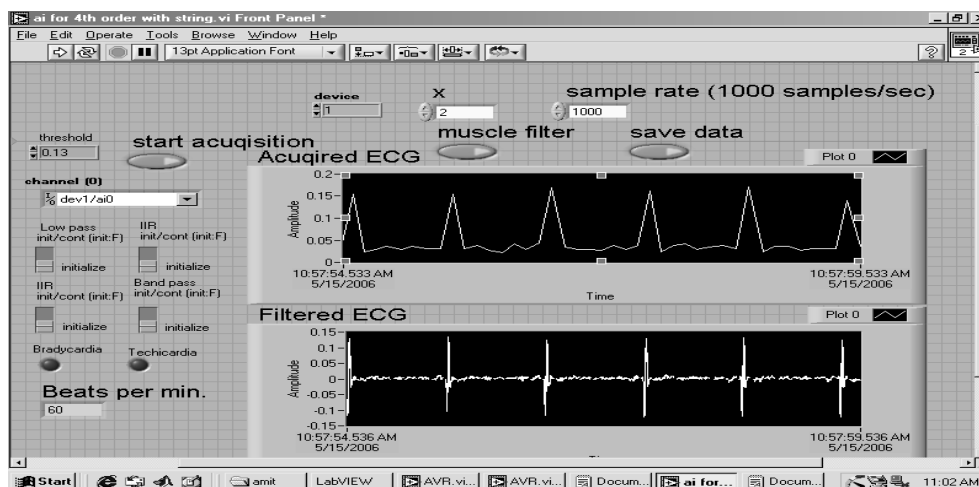 ai for 4th order with string.vi Front Panel *
File Edit Operate Tools Browse Window Help
13pt Application Font
?
2
device
1
x
2
sample rate (1000 samples/sec)
1000
threshold
0.13
start acuqisition
muscle filter
save data
channel (0)
dev1/ai0
Acuqired ECG
Plot 0
Amplitude
0.2
0.15
0.1
0.05
0
10:57:54.533 AM
5/15/2006
10:57:59.533 AM
5/15/2006
Time
Low pass
init/cont (init:F)
initialize
IIR
init/cont (init:F)
initialize
IIR
init/cont (init:F)
initialize
Band pass
init/cont (init:F)
initialize
Bradycardia
Techicardia
Beats per min.
60
Filtered ECG
Plot 0
Amplitude
0.15
0.1
0.05
0
-0.05
-0.1
-0.15
10:57:54.536 AM
5/15/2006
10:57:59.536 AM
5/15/2006
Start
amit
LabVIEW
AVR.vi...
AVR.vi...
Docum...
ai for...
Docum...
11:02 AM